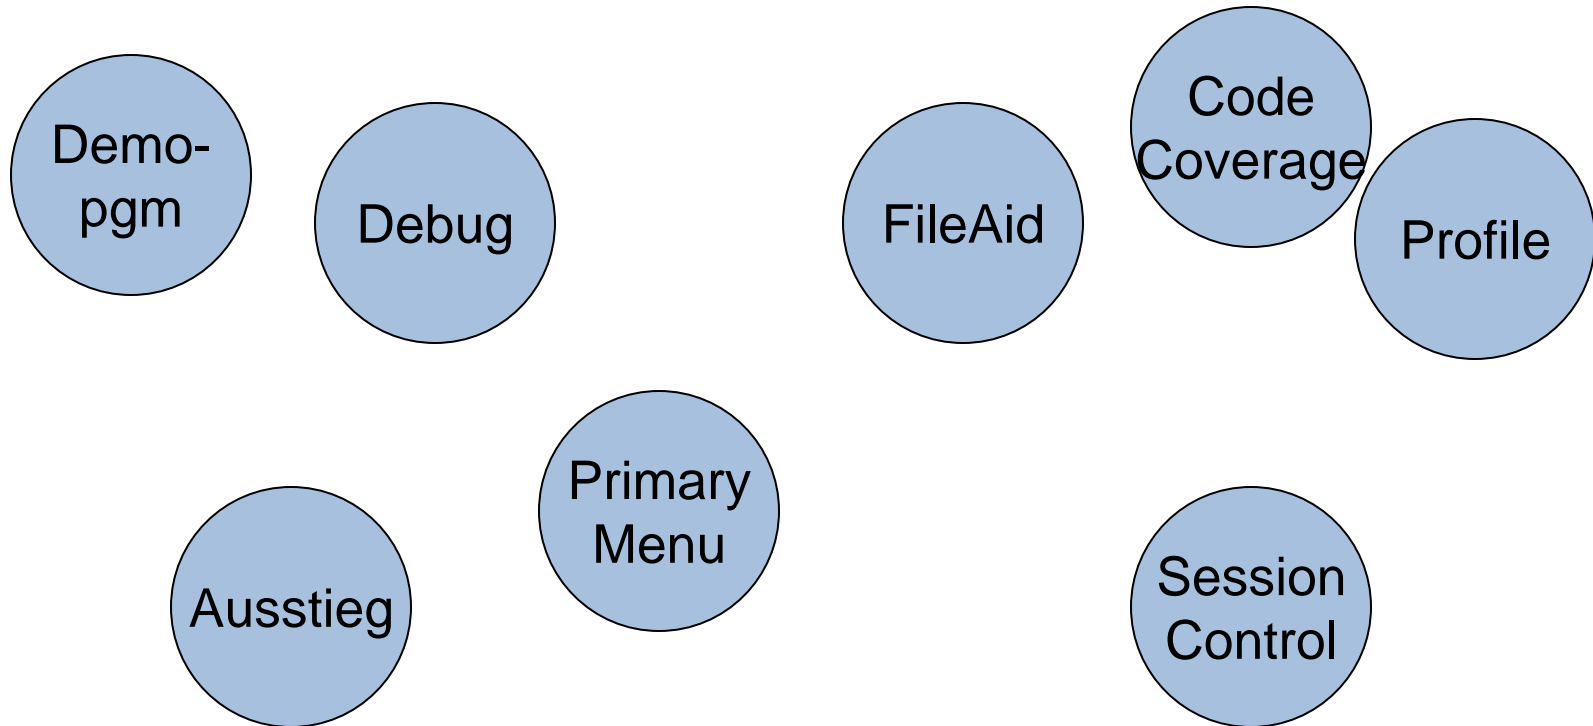 Demo-
pgm
Debug
FileAid
Code
Coverage
Profile
Primary
Menu
Ausstieg
Session
Control